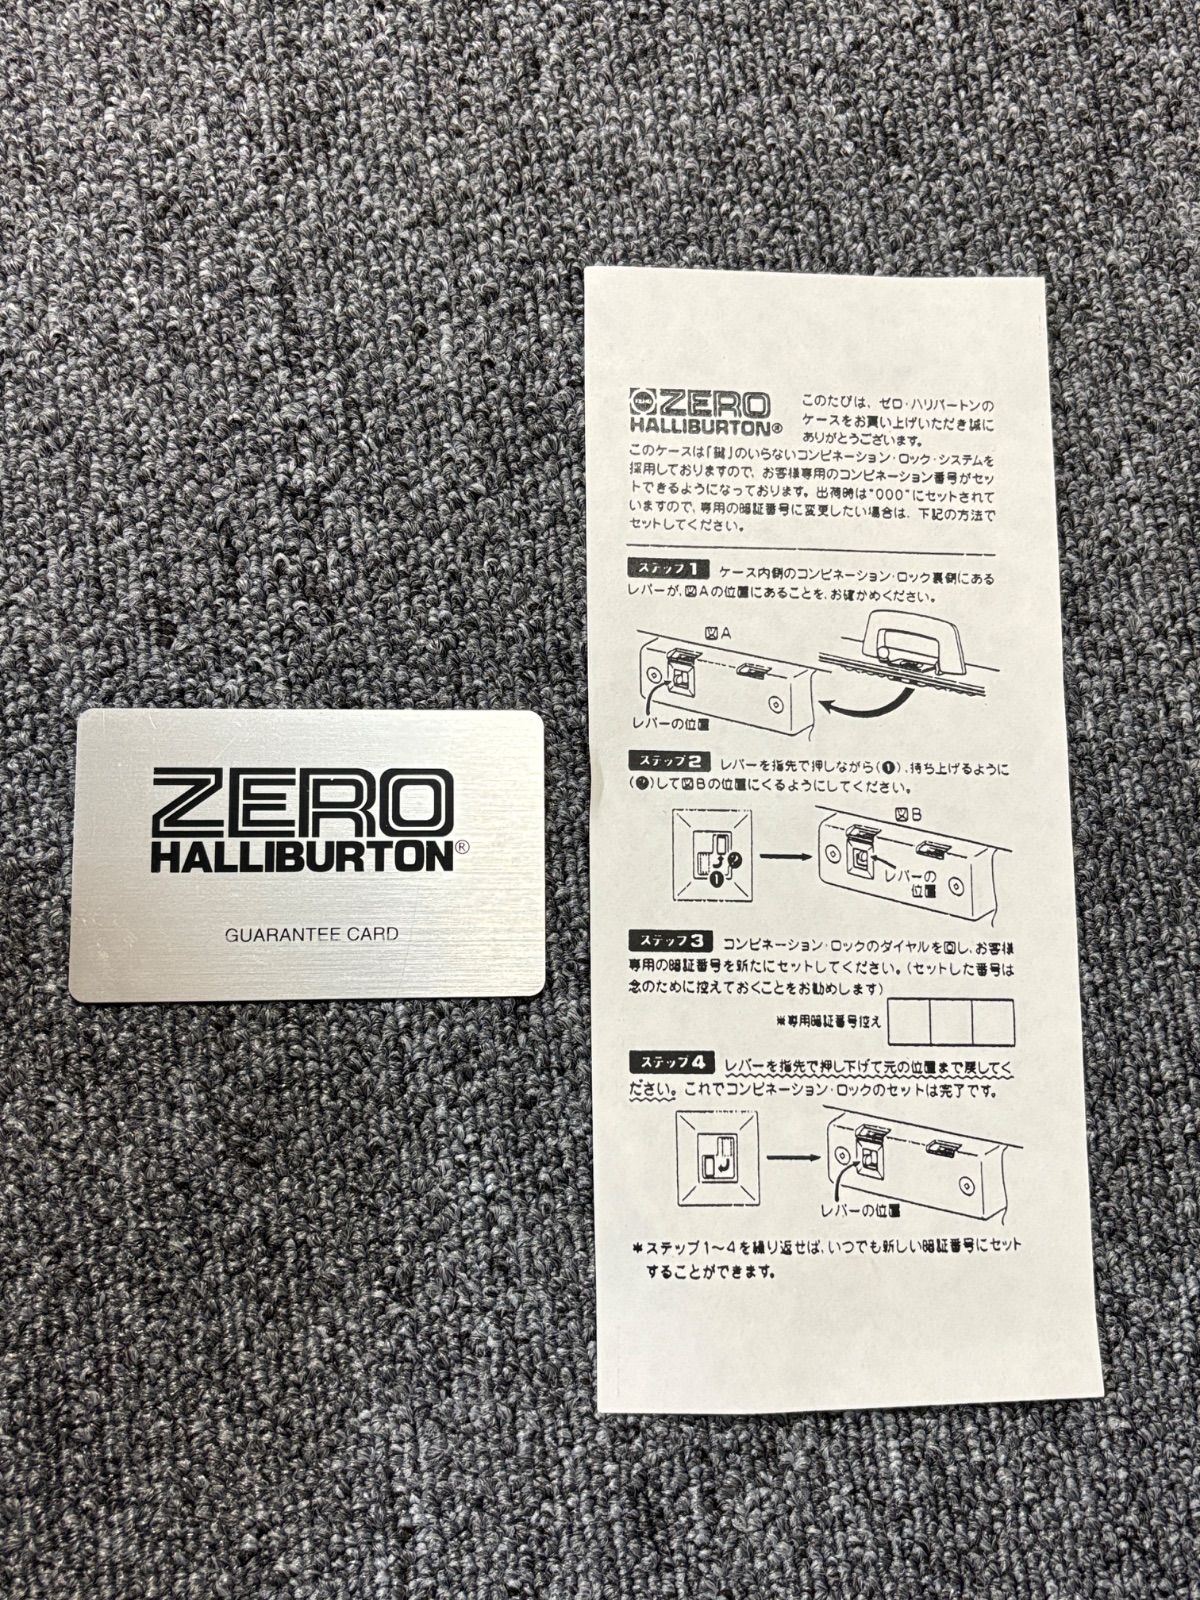 ZERO
HALLIBURTON®
GUARANTEE CARD
ZERO
HALLIBURTON®
このたびは、ゼロ・ハリバートンの
ケースをお買い上げいただき誠に
ありがとうございます。
このケースは「鍵」のいらないコンビネーション・ロック・システムを
採用しておりますので、お客様専用のコンビネーション番号がセッ
トできるようになっております。出荷時は"000"にセットされて
いますので、専用の暗証番号に変更したい場合は、下記の方法で
セットしてください。
ステップ1 ケース内側のコンビネーション・ロック裏側にある
レバーが、図Aの位置にあることを、お確かめください。
図A
レバーの位置
ステップ2 レバーを指先で押しながら(❶)、持ち上げるように
(❷)して図Bの位置にくるようにしてください。
図B
❶
❷
レバーの
位置
ステップ3 コンビネーション・ロックのダイヤルを回し、お客様
専用の暗証番号を新たにセットしてください。(セットした番号は
念のために控えておくことをお勧めします)
※専用暗証番号控え
ステップ4 レバーを指先で押し下げて元の位置まで戻してく
ださい。これでコンビネーション・ロックのセットは完了です。
レバーの位置
*ステップ1〜4を繰り返せば、いつでも新しい暗証番号にセット
することができます。